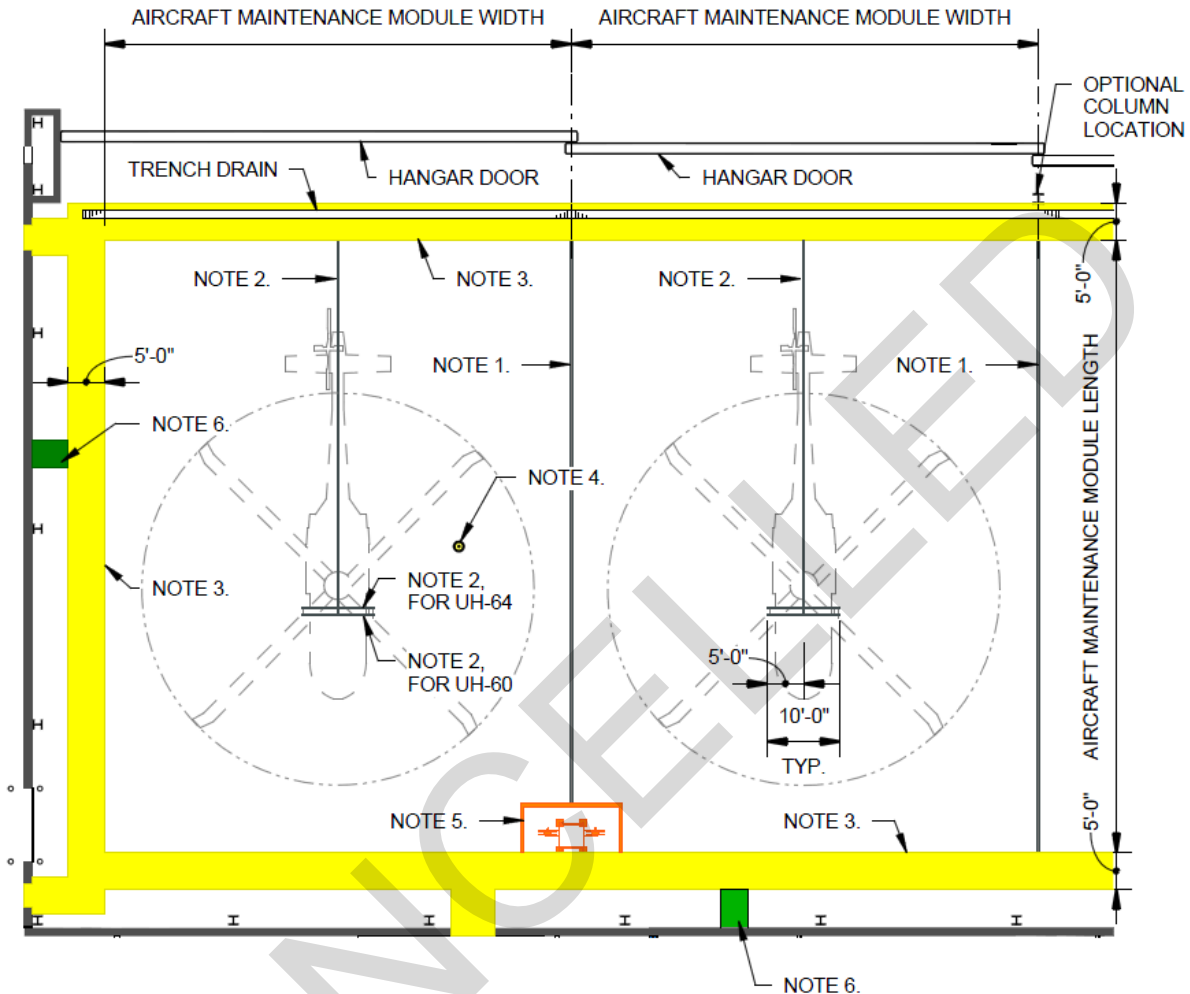 AIRCRAFT MAINTENANCE MODULE WIDTH
AIRCRAFT MAINTENANCE MODULE WIDTH
OPTIONAL
COLUMN
LOCATION
TRENCH DRAIN
HANGAR DOOR
HANGAR DOOR
5'-0"
NOTE 2.
NOTE 3.
NOTE 2.
5'-0"
NOTE 1.
NOTE 1.
NOTE 6.
NOTE 4.
AIRCRAFT MAINTENANCE MODULE LENGTH
NOTE 3.
NOTE 2,
FOR UH-64
NOTE 2,
FOR UH-60
5'-0"
10'-0"
TYP.
NOTE 5.
NOTE 3.
5'-0"
NOTE 6.
NCELLED